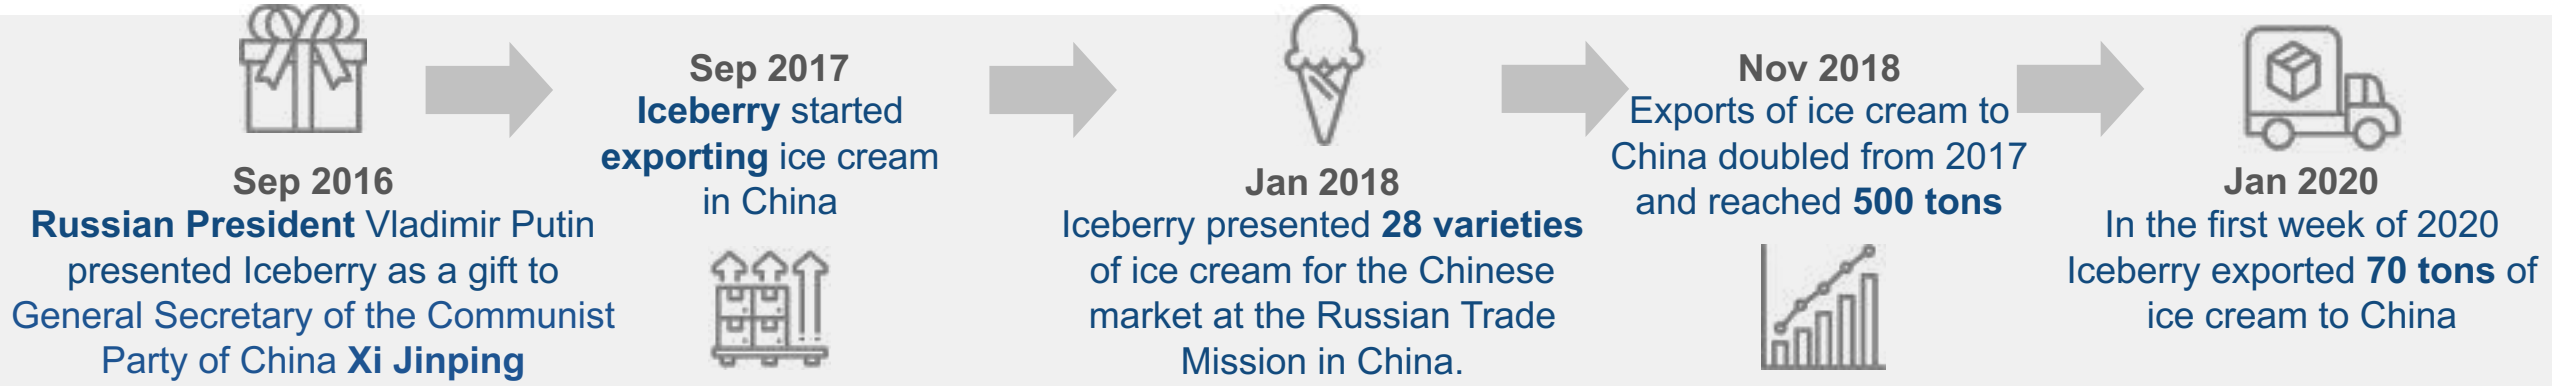 Sep 2016
Russian President Vladimir Putin
presented Iceberry as a gift to
General Secretary of the Communist
Party of China Xi Jinping
Sep 2017
Iceberry started
exporting ice cream
in China
Jan 2018
Iceberry presented 28 varieties
of ice cream for the Chinese
market at the Russian Trade
Mission in China.
Nov 2018
Exports of ice cream to
China doubled from 2017
and reached 500 tons
Jan 2020
In the first week of 2020
Iceberry exported 70 tons of
ice cream to China